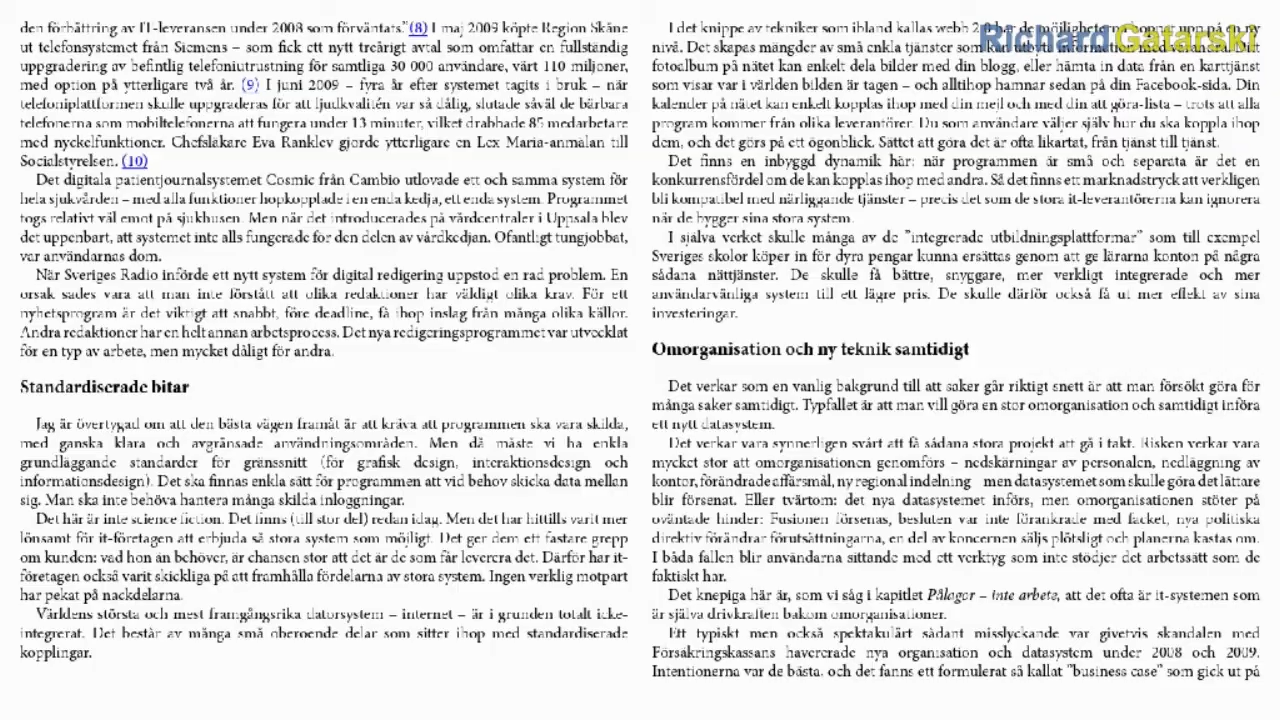 den förbättring av IT-leveransen under 2008 som förväntats."(8) I maj 2009 köpte Region Skåne
ut telefonsystemet från Siemens – som fick ett nytt treårigt avtal som omfattar en fullständig
uppgradering av befintlig telefoniutrustning för samtliga 30 000 användare, värt 110 miljoner,
med option på ytterligare två år. (9) I juni 2009 – fyra år efter systemet tagits i bruk – när
telefoniplattformen skulle uppgraderas för att ljudkvalitén var så dålig, slutade såväl de bärbara
telefonerna som mobiltelefonerna att fungera under 13 minuter, vilket drabbade 85 medarbetare
med nyckelfunktioner. Chefsläkare Eva Ranklev gjorde ytterligare en Lex Maria-anmälan till
Socialstyrelsen. (10)
Det digitala patientjournalsystemet Cosmic från Cambio utlovade ett och samma system för
hela sjukvården – med alla funktioner hopkopplade i en enda kedja, ett enda system. Programmet
togs relativt väl emot på sjukhusen. Men när det introducerades på vårdcentraler i Uppsala blev
det uppenbart, att systemet inte alls fungerade för den delen av vårdkedjan. Ofantligt tungjobbat,
var användarnas dom.
När Sveriges Radio införde ett nytt system för digital redigering uppstod en rad problem. En
orsak sades vara att man inte förstått att olika redaktioner har väldigt olika krav. För ett
nyhetsprogram är det viktigt att snabbt, före deadline, få ihop inslag från många olika källor.
Andra redaktioner har en helt annan arbetsprocess. Det nya redigeringsprogrammet var utvecklat
för en typ av arbete, men mycket dåligt för andra.
Standardiserade bitar
Jag är övertygad om att den bästa vägen framåt är att kräva att programmen ska vara skilda,
med ganska klara och avgränsade användningsområden. Men då måste vi ha enkla
grundläggande standarder för gränssnitt (för grafisk design, interaktionsdesign och
informationsdesign). Det ska finnas enkla sätt för programmen att vid behov skicka data mellan
sig. Man ska inte behöva hantera många skilda inloggningar.
Det här är inte science fiction. Det finns (till stor del) redan idag. Men det har hittills varit mer
lönsamt för it-företagen att erbjuda så stora system som möjligt. Det ger dem ett fastare grepp
om kunden: vad hon än behöver, är chansen stor att det är de som får leverera det. Därför har it-
företagen också varit skickliga på att framhålla fördelarna av stora system. Ingen verklig motpart
har pekat på nackdelarna.
Världens största och mest framgångsrika datorsystem – internet – är i grunden totalt icke-
integrerat. Det består av många små oberoende delar som sitter ihop med standardiserade
kopplingar.
I det knippe av tekniker som ibland kallas webb 2.0 har de möjligheterna kommit upp på en ny
nivå. Det skapas mängder av små enkla tjänster som kan utbyta information med varandra. Ditt
fotoalbum på nätet kan enkelt dela bilder med din blogg, eller hämta in data från en karttjänst
som visar var i världen bilden är tagen – och alltihop hamnar sedan på din Facebook-sida. Din
kalender på nätet kan enkelt kopplas ihop med din mejl och med din att göra-lista – trots att alla
program kommer från olika leverantörer. Du som användare väljer själv hur du ska koppla ihop
dem, och det görs på ett ögonblick. Sättet att göra det är ofta likartat, från tjänst till tjänst.
Det finns en inbyggd dynamik här: när programmen är små och separata är det en
konkurrensfördel om de kan kopplas ihop med andra. Så det finns ett marknadstryck att verkligen
bli kompatibel med närliggande tjänster – precis det som de stora it-leverantörerna kan ignorera
när de bygger sina stora system.
I själva verket skulle många av de "integrerade utbildningsplattformar" som till exempel
Sveriges skolor köper in för dyra pengar kunna ersättas genom att ge lärarna konton på några
sådana nättjänster. De skulle få bättre, snyggare, mer verkligt integrerade och mer
användarvänliga system till ett lägre pris. De skulle därför också få ut mer effekt av sina
investeringar.
Omorganisation och ny teknik samtidigt
Det verkar som en vanlig bakgrund till att saker går riktigt snett är att man försökt göra för
många saker samtidigt. Typfallet är att man vill göra en stor omorganisation och samtidigt införa
ett nytt datasystem.
Det verkar vara synnerligen svårt att få sådana stora projekt att gå i takt. Risken verkar vara
mycket stor att omorganisationen genomförs – nedskärningar av personalen, nedläggning av
kontor, förändrade affärsmål, ny regional indelning – men datasystemet som skulle göra det lättare
blir försenat. Eller tvärtom: det nya datasystemet införs, men omorganisationen stöter på
oväntade hinder: Fusionen försenas, besluten var inte förankrade med facket, nya politiska
direktiv förändrar förutsättningarna, en del av koncernen säljs plötsligt och planerna kastas om.
I båda fallen blir användarna sittande med ett verktyg som inte stödjer det arbetssätt som de
faktiskt har.
Det knepiga här är, som vi såg i kapitlet Pålogor – inte arbete, att det ofta är it-systemen som
är själva drivkraften bakom omorganisationer.
Ett typiskt men också spektakulärt sådant misslyckande var givetvis skandalen med
Försäkringskassans havererade nya organisation och datasystem under 2008 och 2009.
Intentionerna var de bästa, och det fanns ett formulerat så kallat "business case" som gick ut på
Richard Gatarski